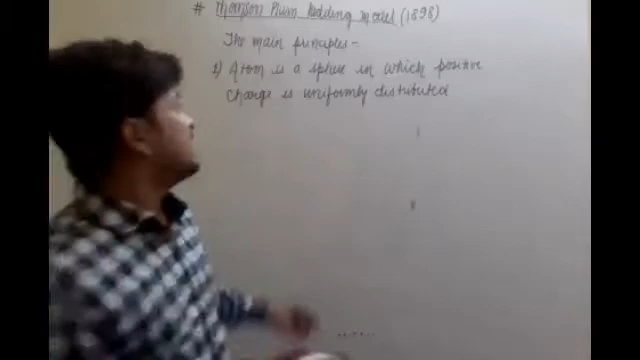 # Thomson Plum Pudding Model (1898)
The main principles -
1) Atom is a sphere in which positive
charge is uniformly distributed